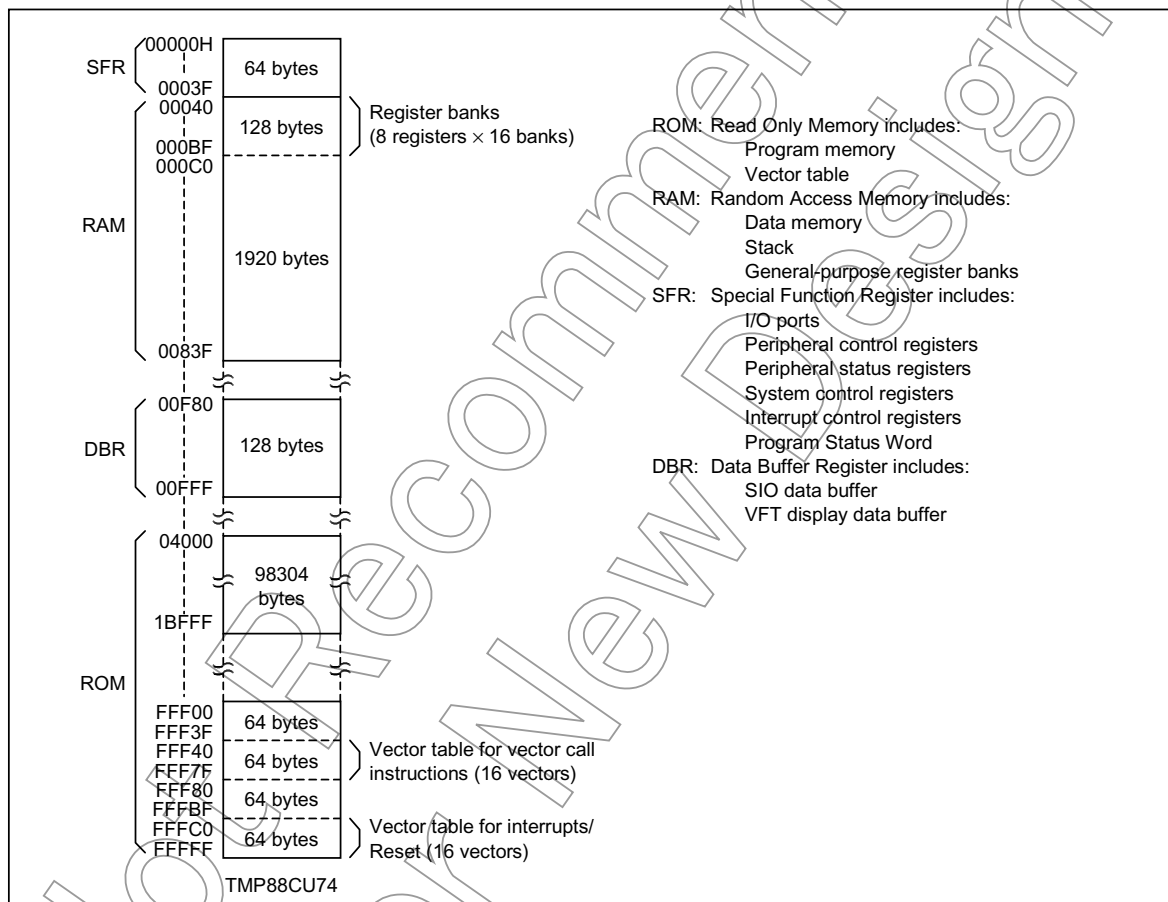 00000H
SFR
64 bytes
0003F
00040
128 bytes
Register banks
(8 registers × 16 banks)
000BF
000C0
RAM
1920 bytes
0083F
00F80
DBR
128 bytes
00FFF
04000
98304
bytes
1BFFF
ROM
FFF00
64 bytes
FFF3F
FFF40
64 bytes
Vector table for vector call
instructions (16 vectors)
FFF7F
FFF80
64 bytes
FFFBF
FFFC0
64 bytes
Vector table for interrupts/
Reset (16 vectors)
FFFFF
TMP88CU74
ROM: Read Only Memory includes:
Program memory
Vector table
RAM: Random Access Memory includes:
Data memory
Stack
General-purpose register banks
SFR: Special Function Register includes:
I/O ports
Peripheral control registers
Peripheral status registers
System control registers
Interrupt control registers
Program Status Word
DBR: Data Buffer Register includes:
SIO data buffer
VFT display data buffer
ot Recommen
or New Design